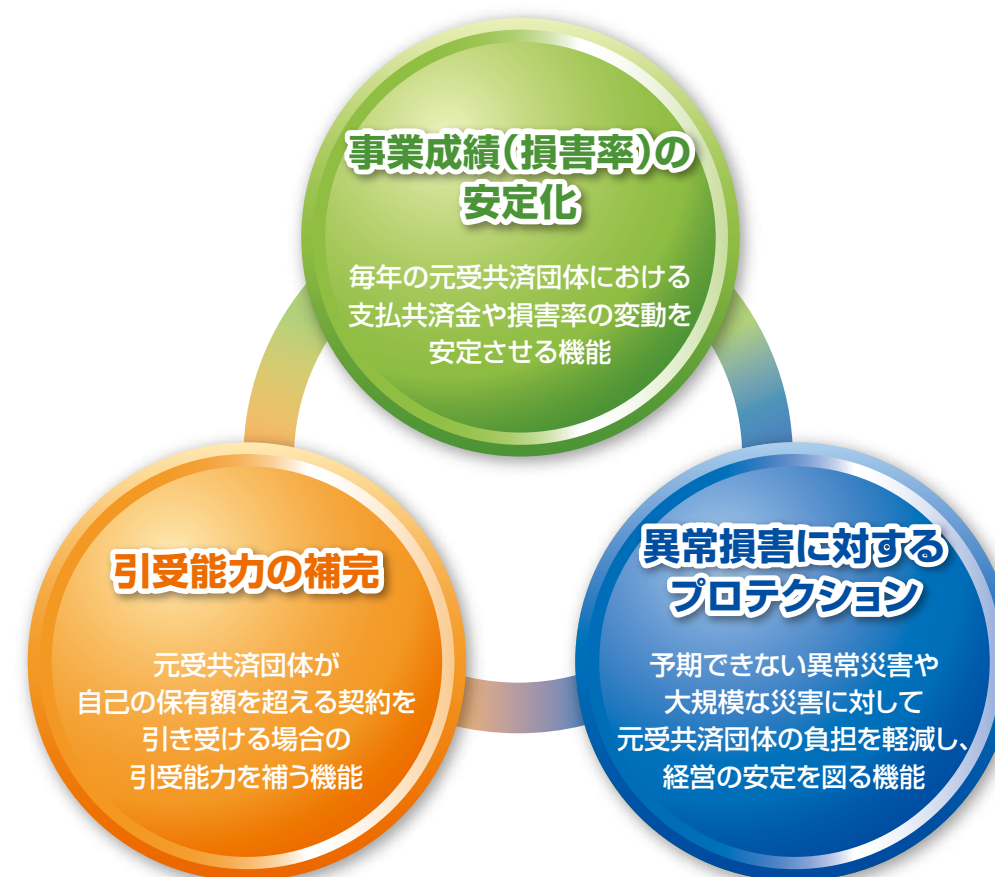 事業成績（損害率）の
安定化
毎年の元受共済団体における
支払共済金や損害率の変動を
安定させる機能
引受能力の補完
元受共済団体が
自己の保有額を超える契約を
引き受ける場合の
引受能力を補う機能
異常損害に対する
プロテクション
予期できない異常災害や
大規模な災害に対して
元受共済団体の負担を軽減し、
経営の安定を図る機能